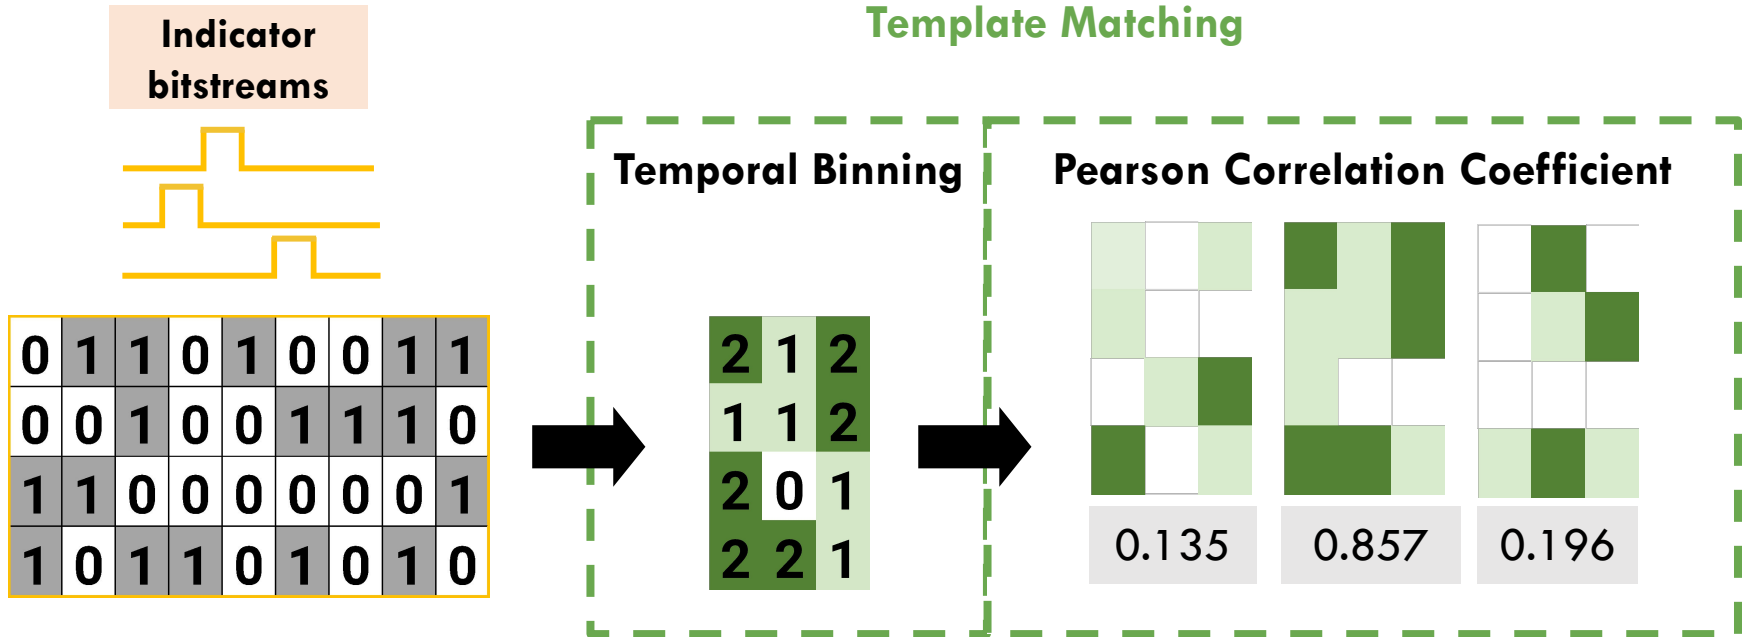 Template Matching
Indicator
bitstreams
Temporal Binning
Pearson Correlation Coefficient
0 1 1 0 1 0 0 1 1
0 0 1 0 0 1 1 1 0
1 1 0 0 0 0 0 0 1
1 0 1 1 0 1 0 1 0
2 1 2
1 1 2
2 0 1
2 2 1
0.135 0.857 0.196